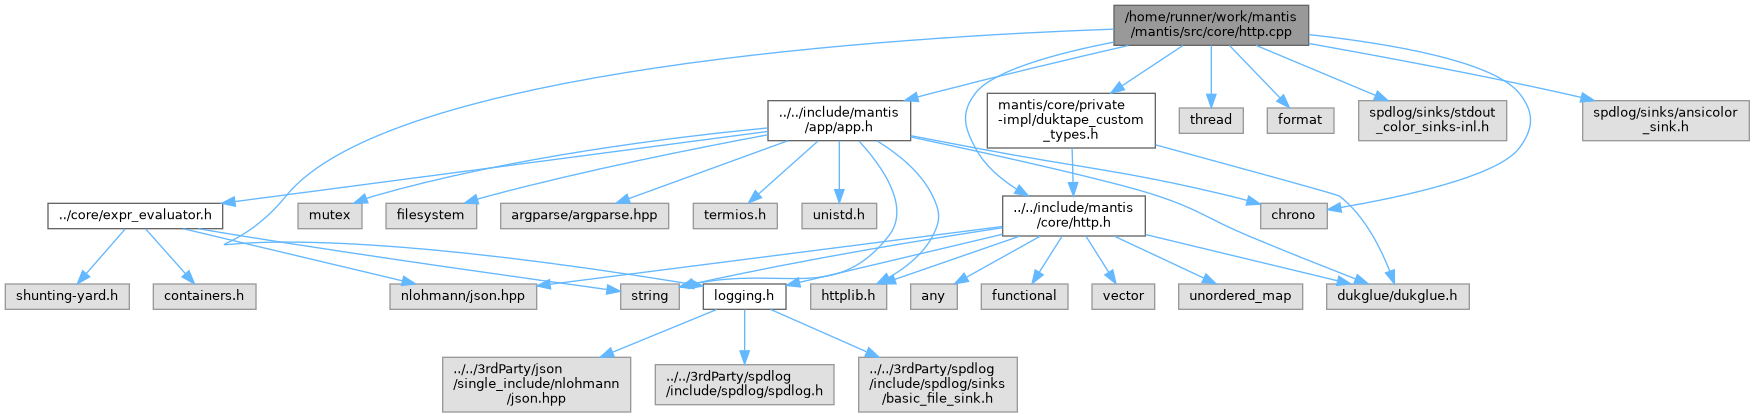 /home/runner/work/mantis
/mantis/src/core/http.cpp
../../include/mantis
/app/app.h
mantis/core/private
-impl/duktape_custom
_types.h
thread
format
spdlog/sinks/stdout
_color_sinks-inl.h
spdlog/sinks/ansicolor
_sink.h
../core/expr_evaluator.h
mutex
filesystem
argparse/argparse.hpp
termios.h
unistd.h
../../include/mantis
/core/http.h
chrono
shunting-yard.h
containers.h
nlohmann/json.hpp
string
logging.h
httplib.h
any
functional
vector
unordered_map
dukglue/dukglue.h
../../3rdParty/json
/single_include/nlohmann
/json.hpp
../../3rdParty/spdlog
/include/spdlog/spdlog.h
../../3rdParty/spdlog
/include/spdlog/sinks
/basic_file_sink.h